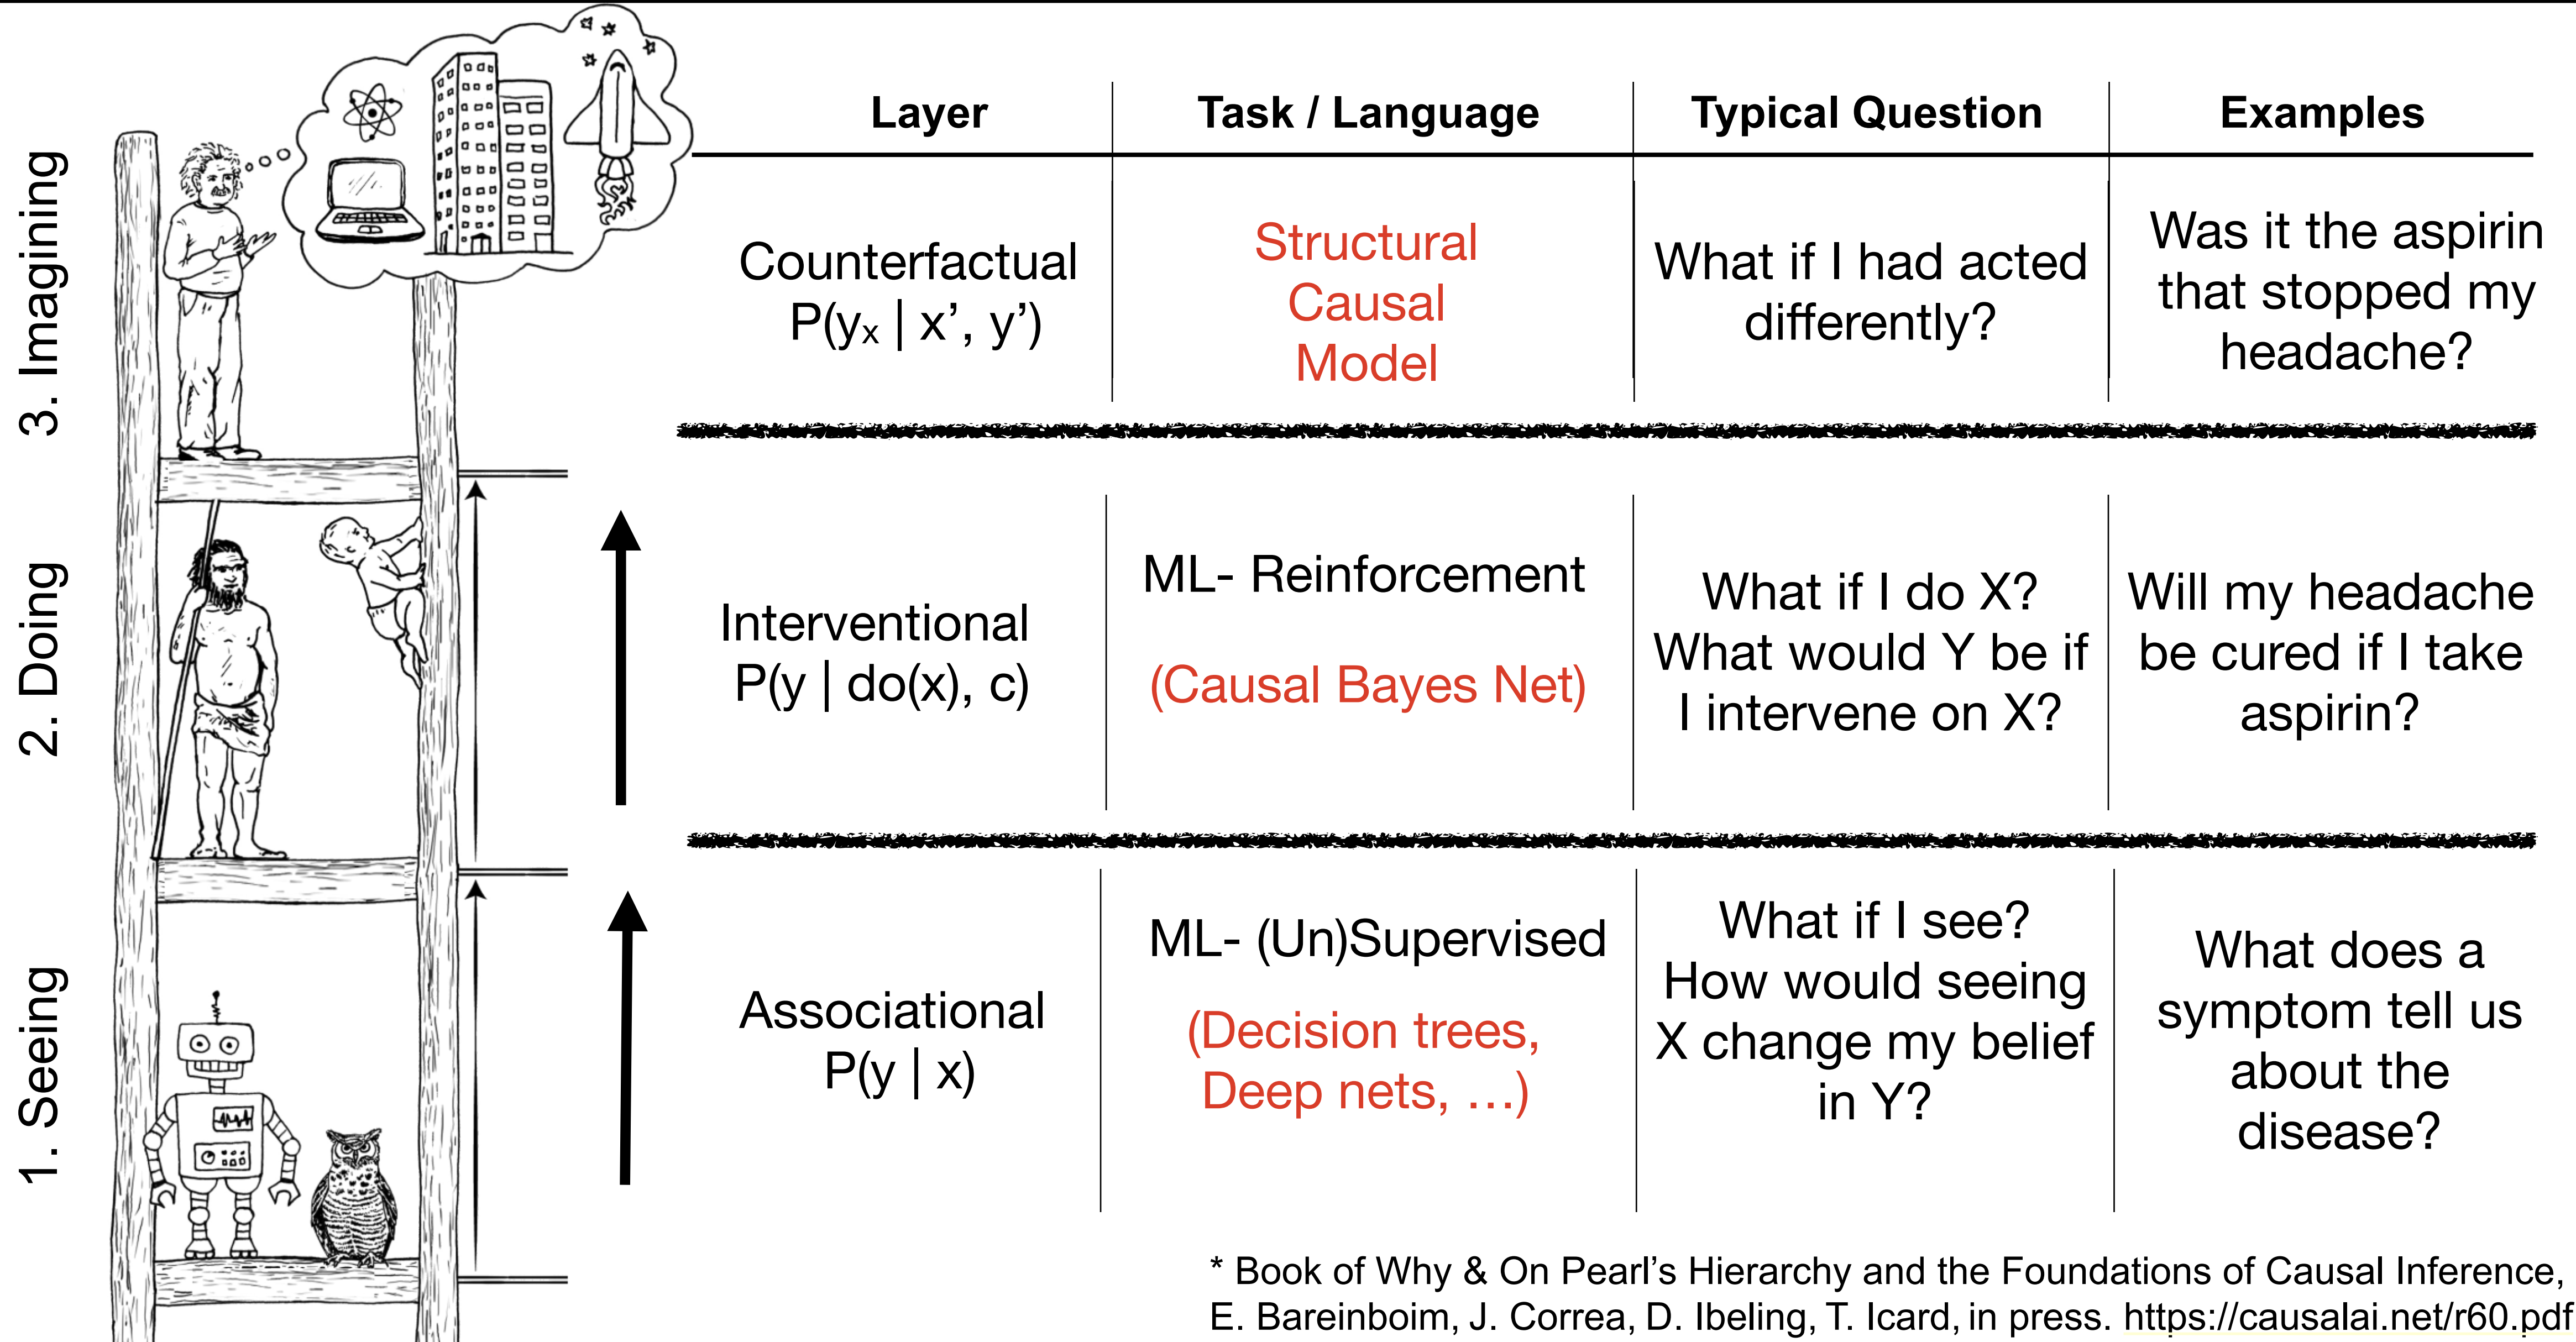 Layer
Task / Language
Typical Question
Examples
3. Imagining
Counterfactual
P(yₓ | x’, y’)
Structural
Causal
Model
What if I had acted
differently?
Was it the aspirin
that stopped my
headache?
2. Doing
Interventional
P(y | do(x), c)
ML- Reinforcement
(Causal Bayes Net)
What if I do X?
What would Y be if
I intervene on X?
Will my headache
be cured if I take
aspirin?
1. Seeing
Associational
P(y | x)
ML- (Un)Supervised
(Decision trees,
Deep nets, …)
What if I see?
How would seeing
X change my belief
in Y?
What does a
symptom tell us
about the
disease?
* Book of Why & On Pearl’s Hierarchy and the Foundations of Causal Inference,
E. Bareinboim, J. Correa, D. Ibeling, T. Icard, in press. https://causalai.net/r60.pdf